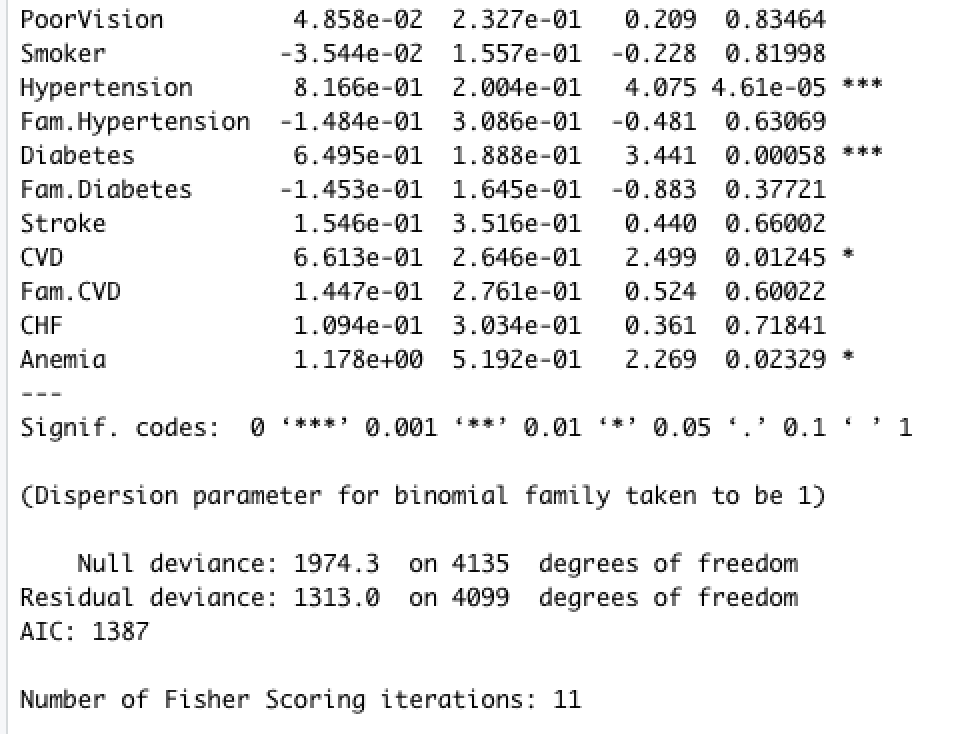 PoorVision 4.858e-02 2.327e-01 0.209 0.83464
Smoker -3.544e-02 1.557e-01 -0.228 0.81998
Hypertension 8.166e-01 2.004e-01 4.075 4.61e-05 ***
Fam.Hypertension -1.484e-01 3.086e-01 -0.481 0.63069
Diabetes 6.495e-01 1.888e-01 3.441 0.00058 ***
Fam.Diabetes -1.453e-01 1.645e-01 -0.883 0.37721
Stroke 1.546e-01 3.516e-01 0.440 0.66002
CVD 6.613e-01 2.646e-01 2.499 0.01245 *
Fam.CVD 1.447e-01 2.761e-01 0.524 0.60022
CHF 1.094e-01 3.034e-01 0.361 0.71841
Anemia 1.178e+00 5.192e-01 2.269 0.02329 *
---
Signif. codes: 0 ‘***’ 0.001 ‘**’ 0.01 ‘*’ 0.05 ‘.’ 0.1 ‘ ’ 1
(Dispersion parameter for binomial family taken to be 1)
Null deviance: 1974.3 on 4135 degrees of freedom
Residual deviance: 1313.0 on 4099 degrees of freedom
AIC: 1387
Number of Fisher Scoring iterations: 11